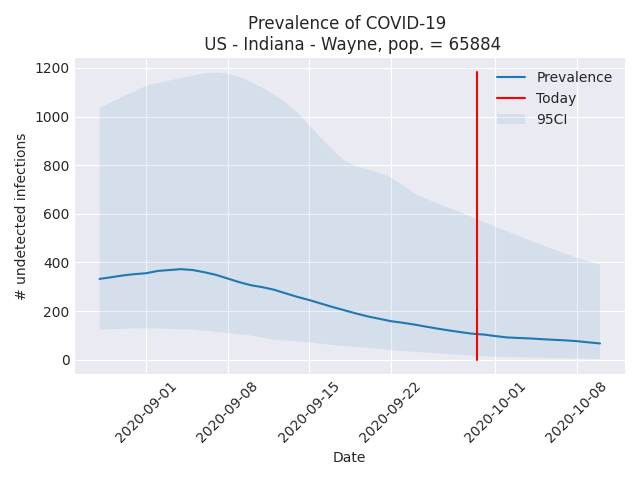 Prevalence of COVID-19
US - Indiana - Wayne, pop. = 65884
1200
1000
800
600
400
200
0
# undetected infections
Prevalence
Today
95CI
2020-09-01
2020-09-08
2020-09-15
2020-09-22
2020-10-01
2020-10-08
Date